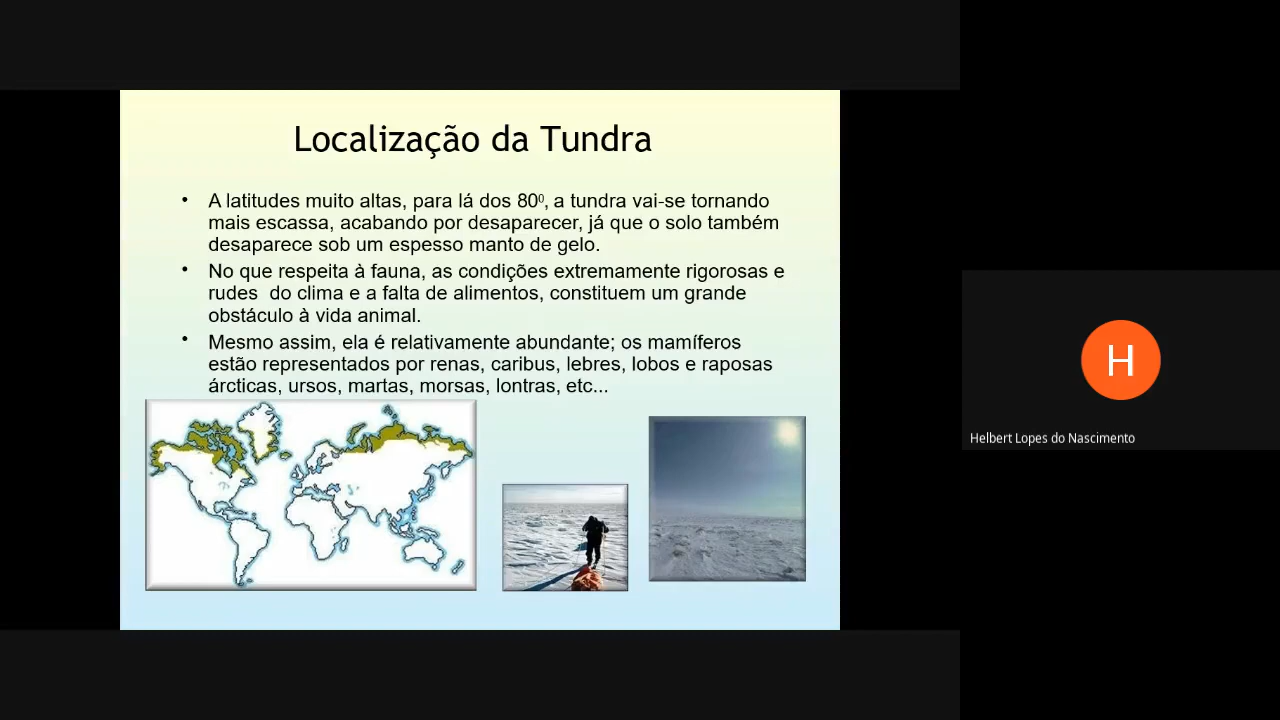 Localização da Tundra
• A latitudes muito altas, para lá dos 80⁰, a tundra vai-se tornando
mais escassa, acabando por desaparecer, já que o solo também
desaparece sob um espesso manto de gelo.
• No que respeita à fauna, as condições extremamente rigorosas e
rudes  do clima e a falta de alimentos, constituem um grande
obstáculo à vida animal.
• Mesmo assim, ela é relativamente abundante; os mamíferos
estão representados por renas, caribus, lebres, lobos e raposas
árcticas, ursos, martas, morsas, lontras, etc...
H
Helbert Lopes do Nascimento